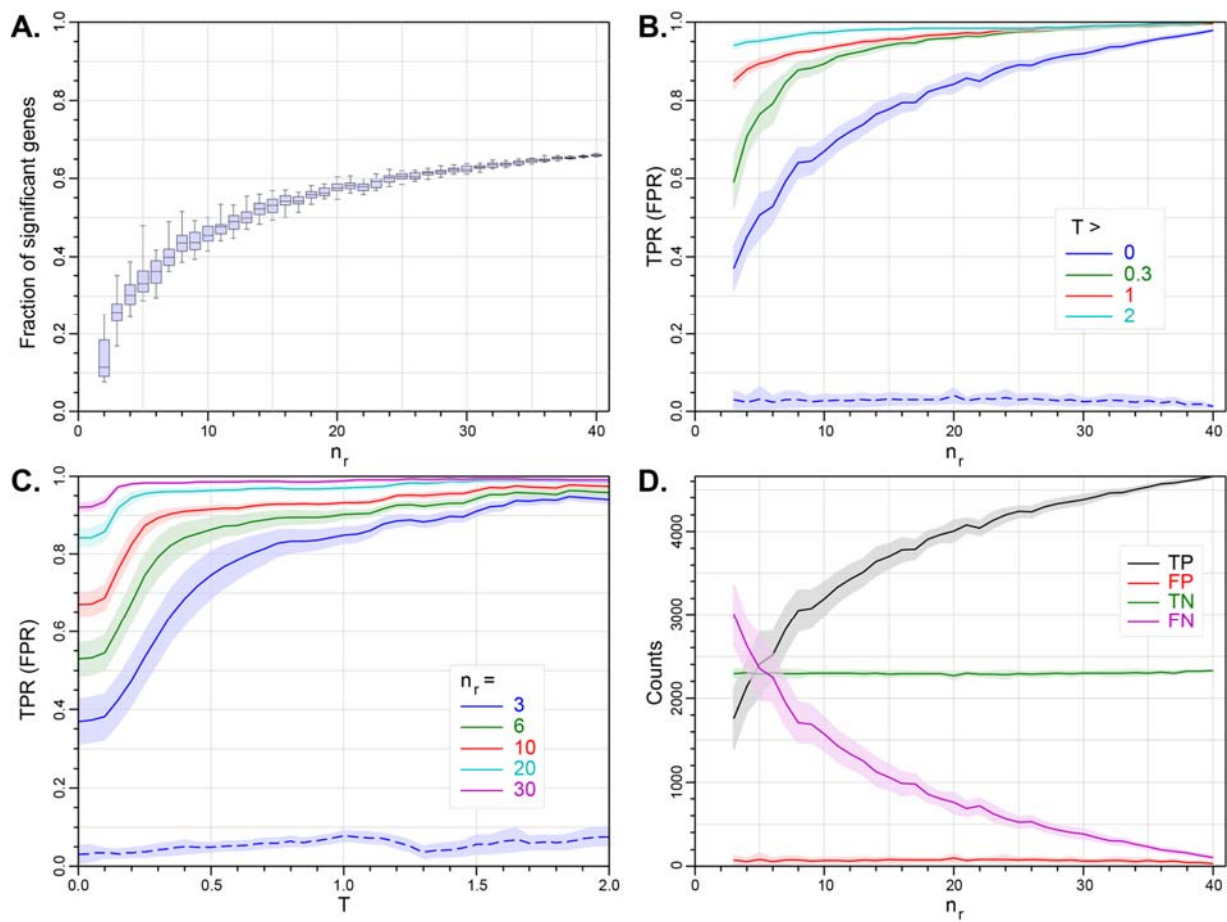 A.
Fraction of significant genes
0.0 0.2 0.4 0.6 0.8 1.0
0 10 20 30 40
n_r
B.
TPR (FPR)
0.0 0.2 0.4 0.6 0.8 1.0
T >
0
0.3
1
2
0 10 20 30 40
n_r
C.
TPR (FPR)
0.0 0.2 0.4 0.6 0.8 1.0
n_r =
3
6
10
20
30
0.0 0.5 1.0 1.5 2.0
T
D.
Counts
0 1000 2000 3000 4000
TP
FP
TN
FN
0 10 20 30 40
n_r